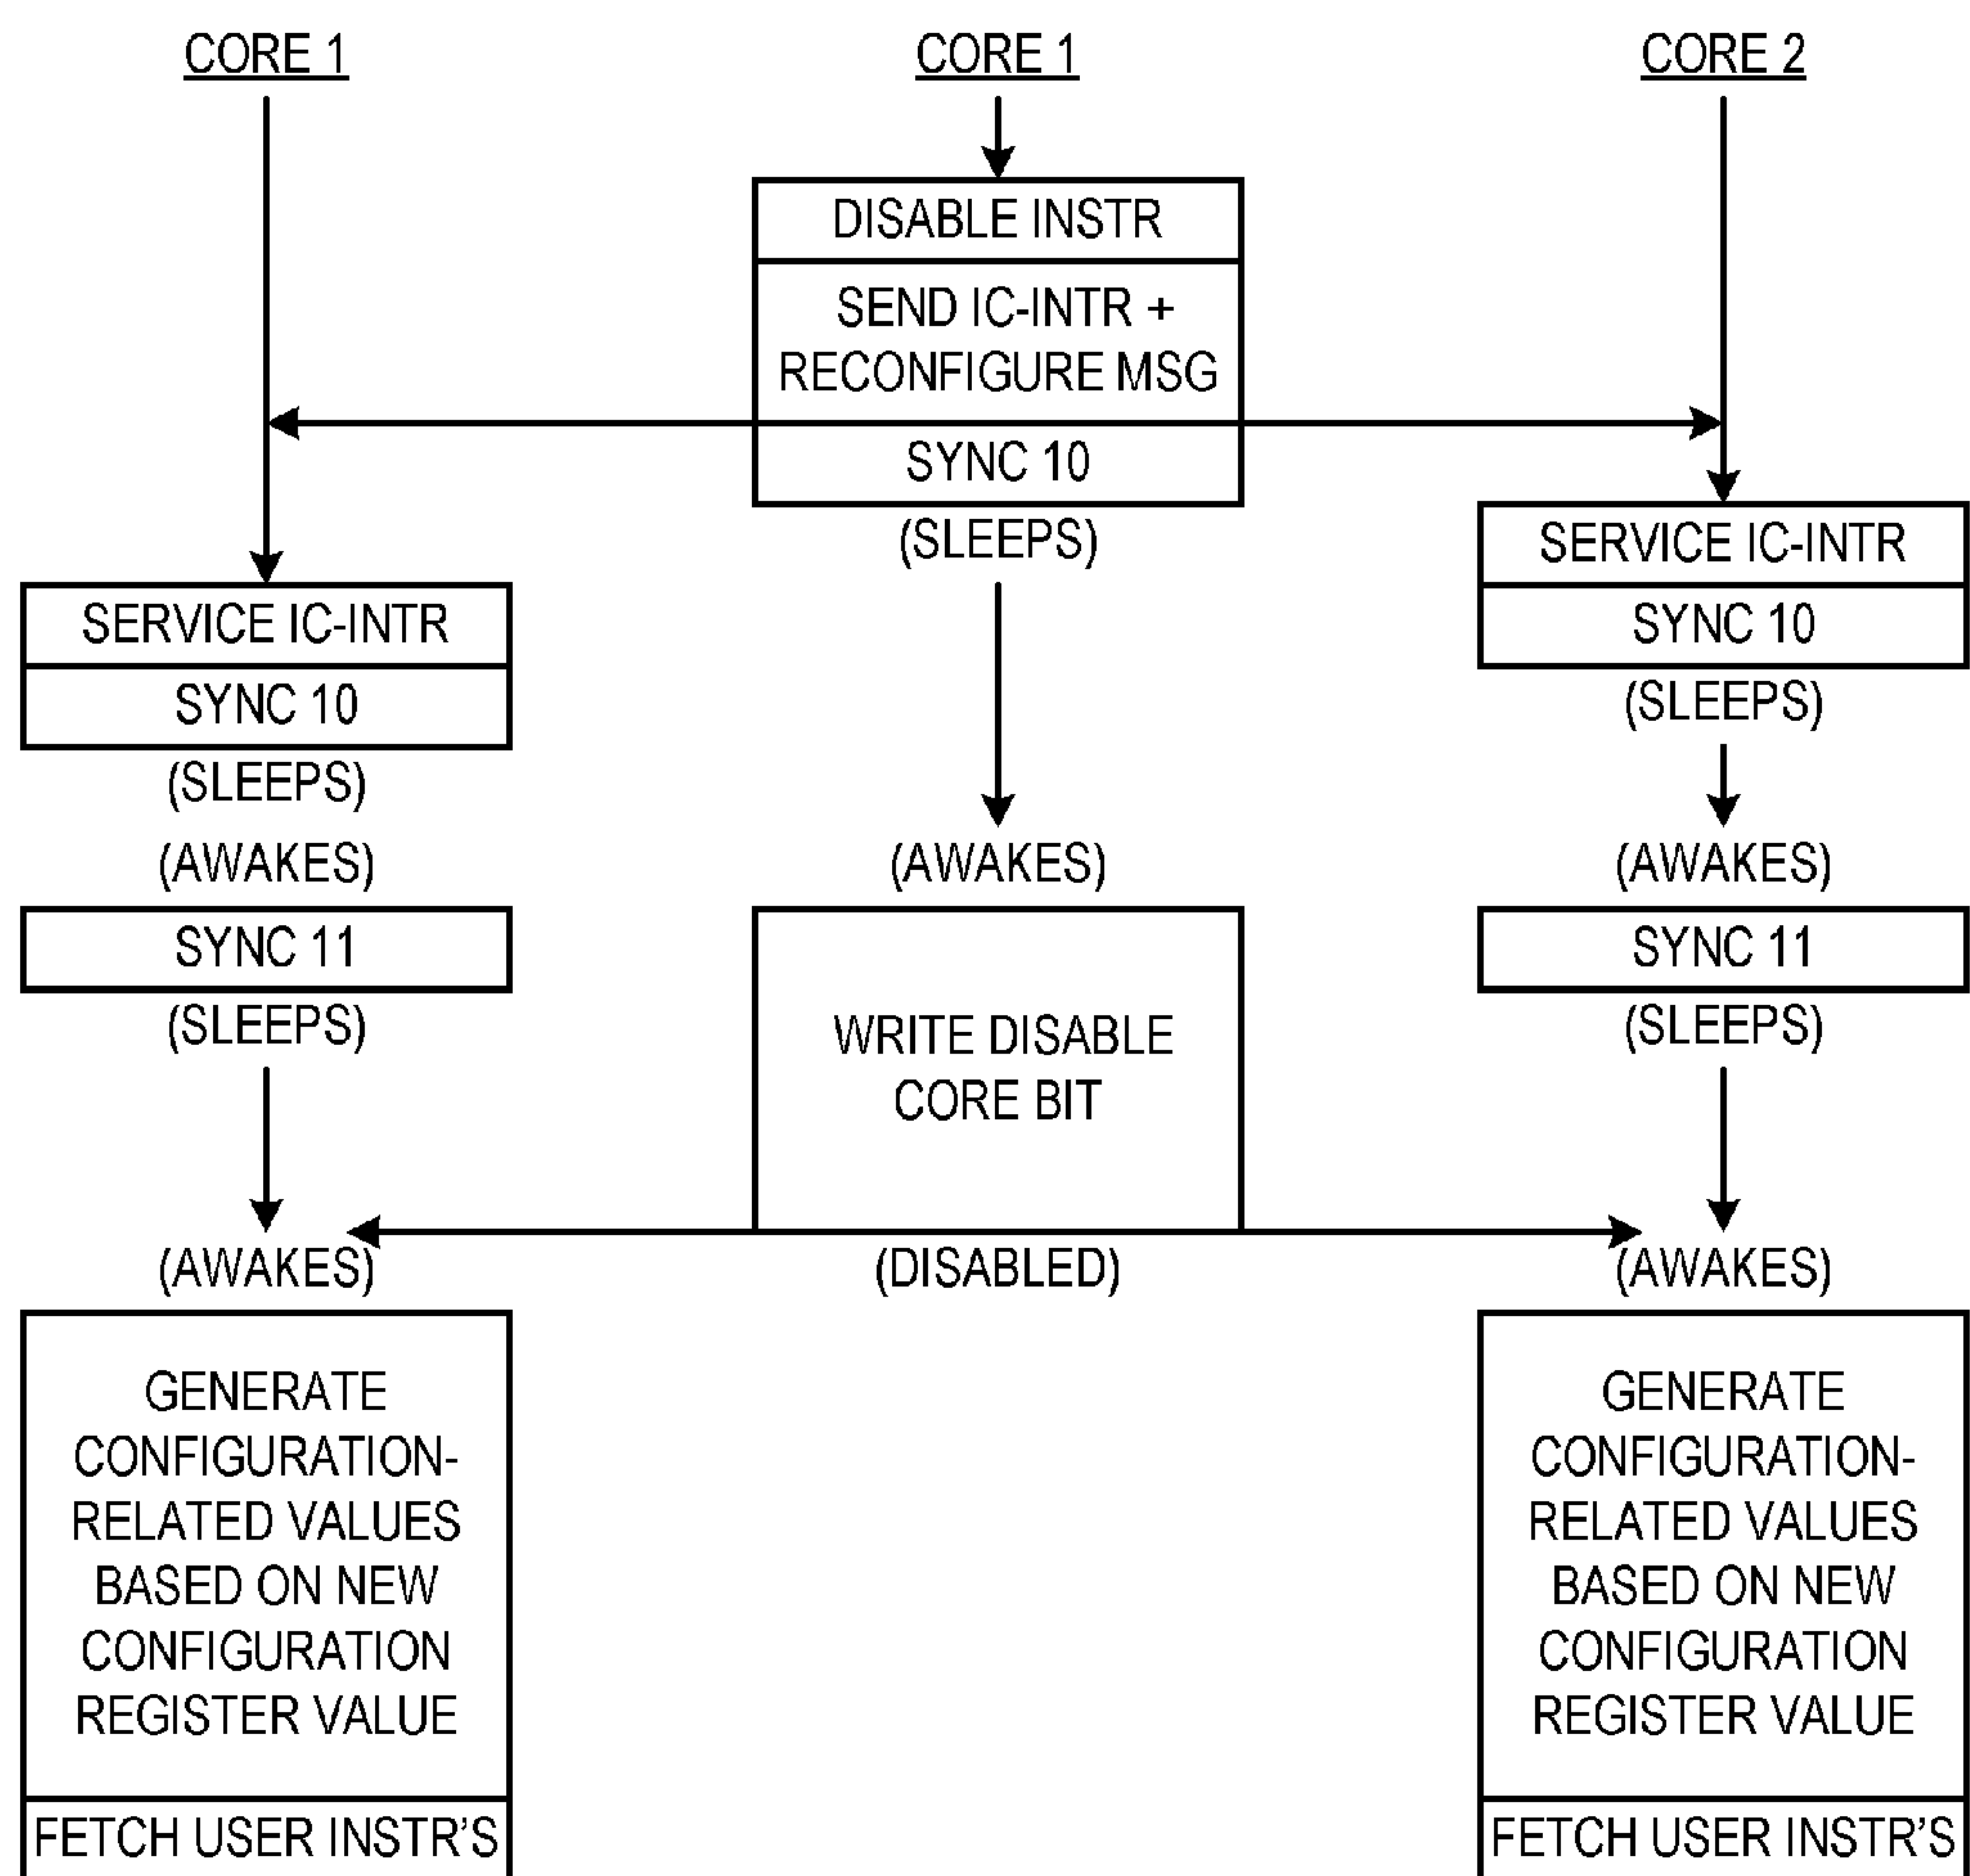 CORE 1
CORE 1
CORE 2
DISABLE INSTR
SEND IC-INTR +
RECONFIGURE MSG
SYNC 10
(SLEEPS)
SERVICE IC-INTR
SYNC 10
(SLEEPS)
SERVICE IC-INTR
SYNC 10
(SLEEPS)
(AWAKES)
(AWAKES)
(AWAKES)
SYNC 11
(SLEEPS)
WRITE DISABLE
CORE BIT
SYNC 11
(SLEEPS)
(AWAKES)
(DISABLED)
(AWAKES)
GENERATE
CONFIGURATION-
RELATED VALUES
BASED ON NEW
CONFIGURATION
REGISTER VALUE
FETCH USER INSTR'S
GENERATE
CONFIGURATION-
RELATED VALUES
BASED ON NEW
CONFIGURATION
REGISTER VALUE
FETCH USER INSTR'S